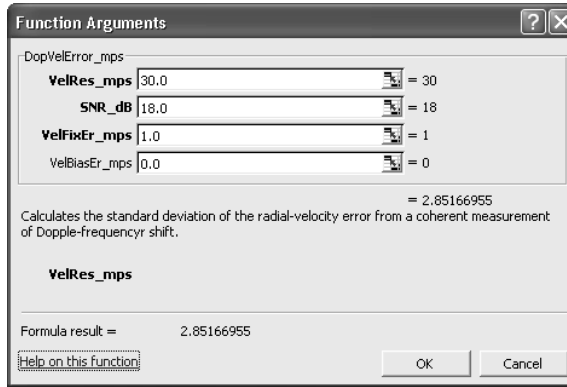 Function Arguments
DopVelError_mps
VelRes_mps 30.0 = 30
SNR_dB 18.0 = 18
VelFixEr_mps 1.0 = 1
VelBiasEr_mps 0.0 = 0
= 2.85166955
Calculates the standard deviation of the radial-velocity error from a coherent measurement
of Dopple-frequencyr shift.
VelRes_mps
Formula result = 2.85166955
Help on this function OK Cancel